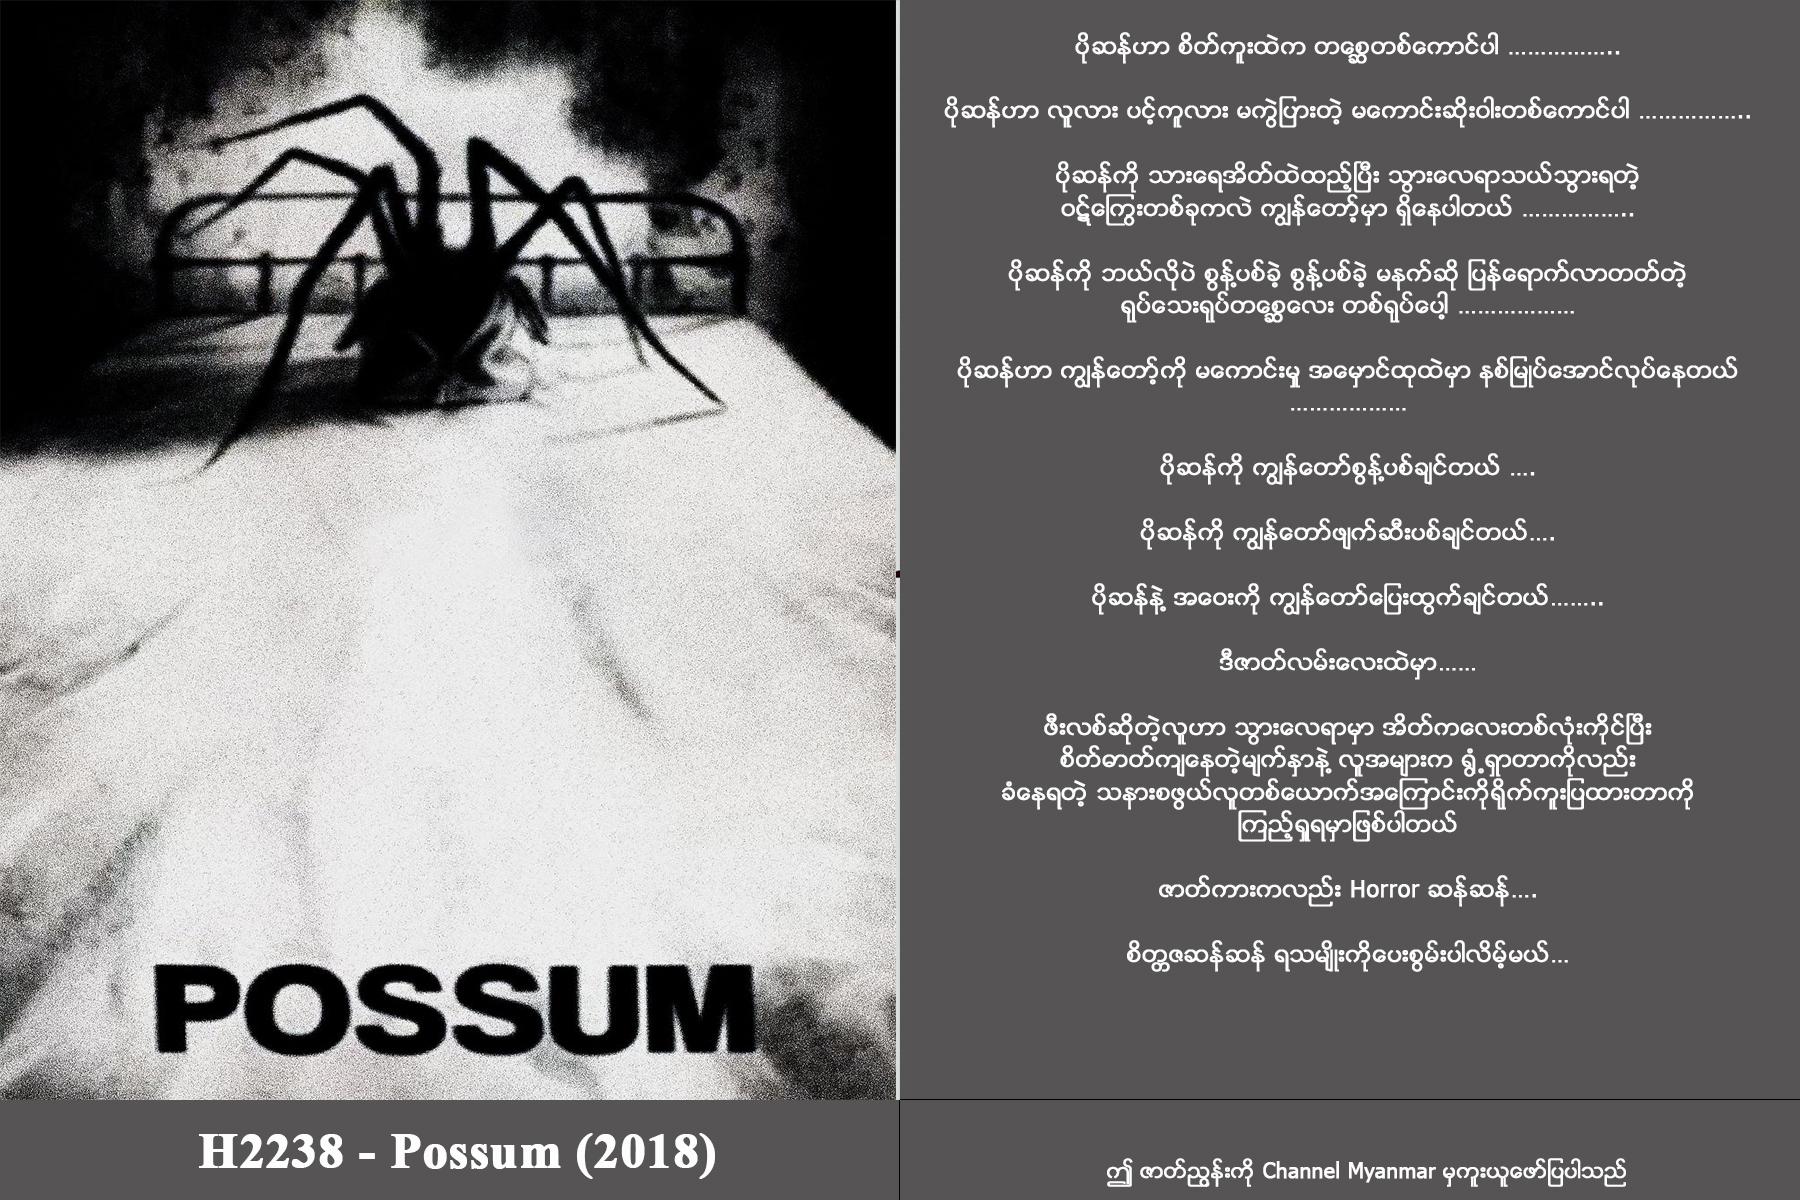 POSSUM
H2238 - Possum (2018)
ပိုဆန်ဟာ စိတ်ကူးထဲက တစ္ဆေတစ်ကောင်ပါ ……………..
ပိုဆန်ဟာ လူလား ပင့်ကူလား မကွဲပြားတဲ့ မကောင်းဆိုးဝါးတစ်ကောင်ပါ ……………..
ပိုဆန်ကို သားရေအိတ်ထဲထည့်ပြီး သွားလေရာသယ်သွားရတဲ့
ဝဋ်ကြွေးတစ်ခုကလဲ ကျွန်တော့်မှာ ရှိနေပါတယ် ……………..
ပိုဆန်ကို ဘယ်လိုပဲ စွန့်ပစ်ခဲ့ စွန့်ပစ်ခဲ့ မနက်ဆို ပြန်ရောက်လာတတ်တဲ့
ရုပ်သေးရုပ်တစ္ဆေလေး တစ်ရုပ်ပေါ့ ………………
ပိုဆန်ဟာ ကျွန်တော့်ကို မကောင်းမှု အမှောင်ထုထဲမှာ နစ်မြုပ်အောင်လုပ်နေတယ်
………………
ပိုဆန်ကို ကျွန်တော်စွန့်ပစ်ချင်တယ် ….
ပိုဆန်ကို ကျွန်တော်ဖျက်ဆီးပစ်ချင်တယ်….
ပိုဆန်နဲ့ အဝေးကို ကျွန်တော်ပြေးထွက်ချင်တယ်……..
ဒီဇာတ်လမ်းလေးထဲမှာ……
ဖီးလစ်ဆိုတဲ့လူဟာ သွားလေရာမှာ အိတ်ကလေးတစ်လုံးကိုင်ပြီး
စိတ်ဓာတ်ကျနေတဲ့မျက်နှာနဲ့ လူအများက ရွံ့ရှာတာကိုလည်း
ခံနေရတဲ့ သနားစဖွယ်လူတစ်ယောက်အကြောင်းကိုရိုက်ကူးပြထားတာကို
ကြည့်ရှုရမှာဖြစ်ပါတယ်
ဇာတ်ကားကလည်း Horror ဆန်ဆန်….
စိတ္တဇဆန်ဆန် ရသမျိုးကိုပေးစွမ်းပါလိမ့်မယ်…
ဤ ဇာတ်ညွှန်းကို Channel Myanmar မှကူးယူဖော်ပြပါသည်